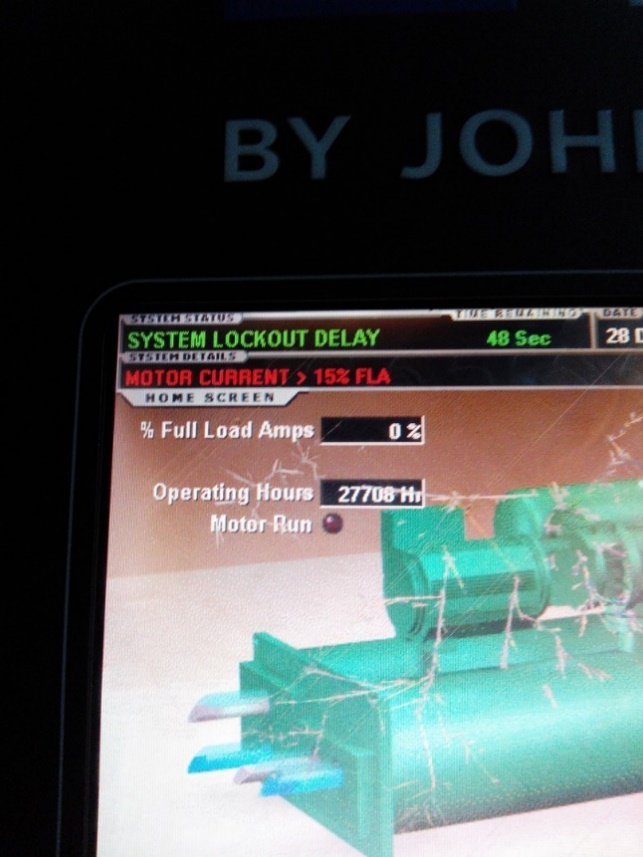 BY JOH
SYSTEM STATUS
TIME REMAINING
DATE
SYSTEM LOCKOUT DELAY
48 Sec
28 D
SYSTEM DETAILS
MOTOR CURRENT > 15% FLA
HOME SCREEN
% Full Load Amps 0 %
Operating Hours 27708 Hr
Motor Run